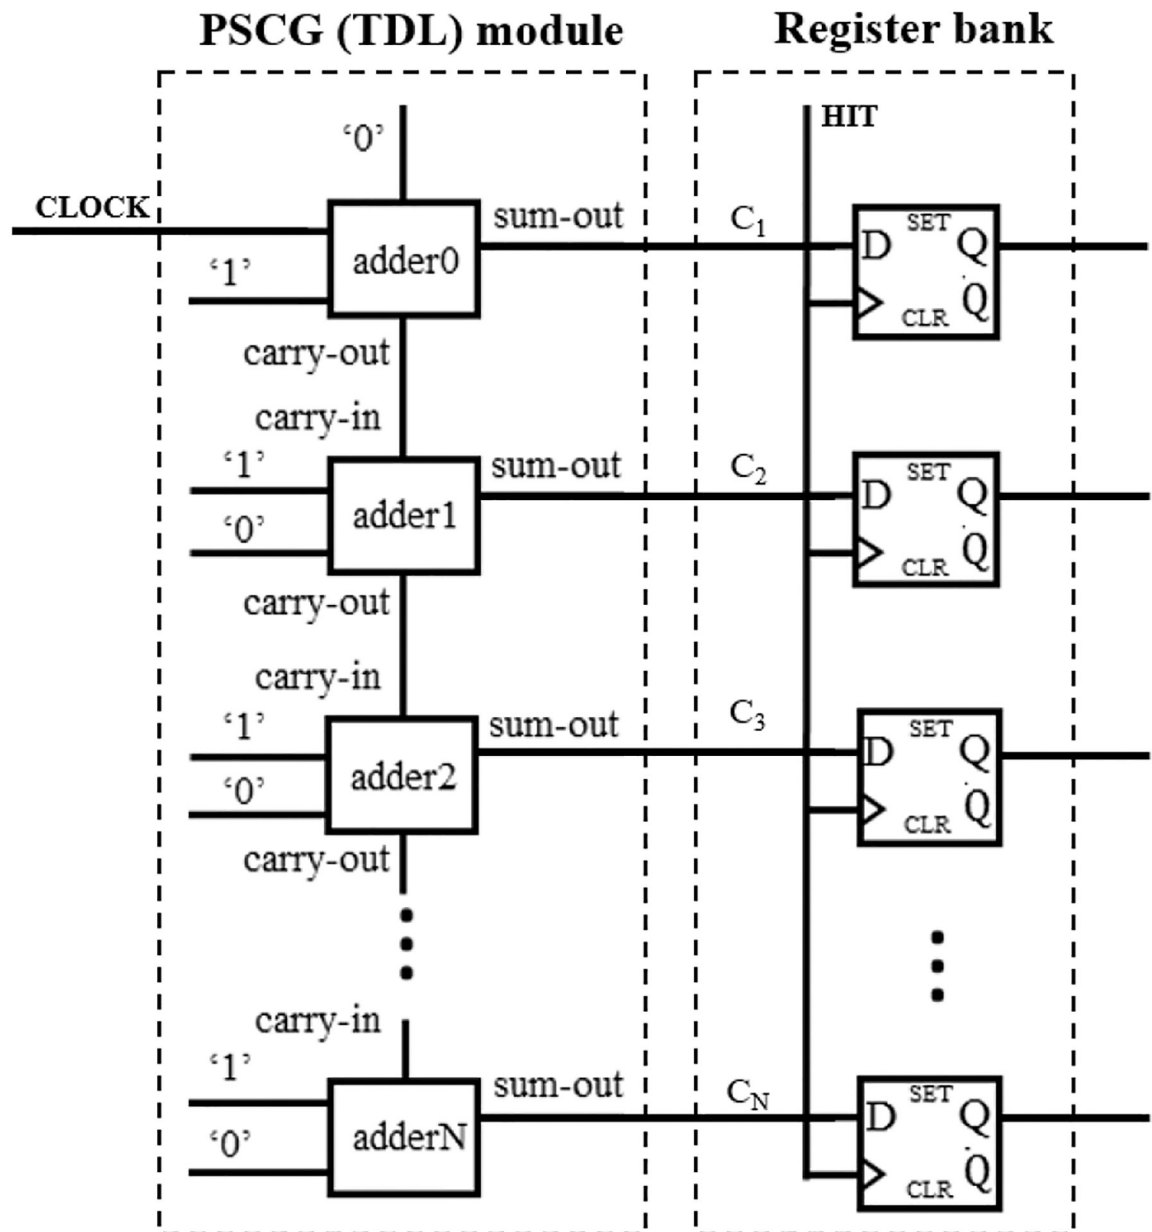 PSCG (TDL) module
Register bank
‘0’
HIT
CLOCK
‘1’
adder0
sum-out
C1
D
SET
Q
CLR
Q
carry-out
carry-in
‘1’
‘0’
adder1
sum-out
C2
D
SET
Q
CLR
Q
carry-out
carry-in
‘1’
‘0’
adder2
sum-out
C3
D
SET
Q
CLR
Q
carry-out
carry-in
‘1’
‘0’
adderN
sum-out
CN
D
SET
Q
CLR
Q